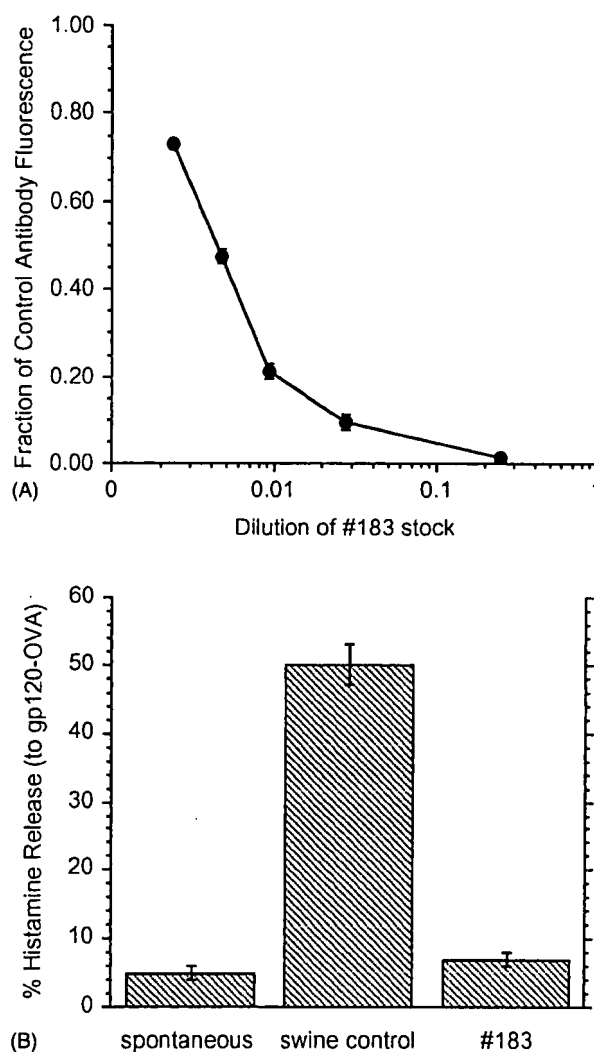 1.00
0.80
0.60
0.40
0.20
0.00
Fraction of Control Antibody Fluorescence
(A)
0 0.01 0.1 1
Dilution of #183 stock
60
50
40
30
20
10
0
% Histamine Release (to gp120-OVA)
(B)
spontaneous swine control #183